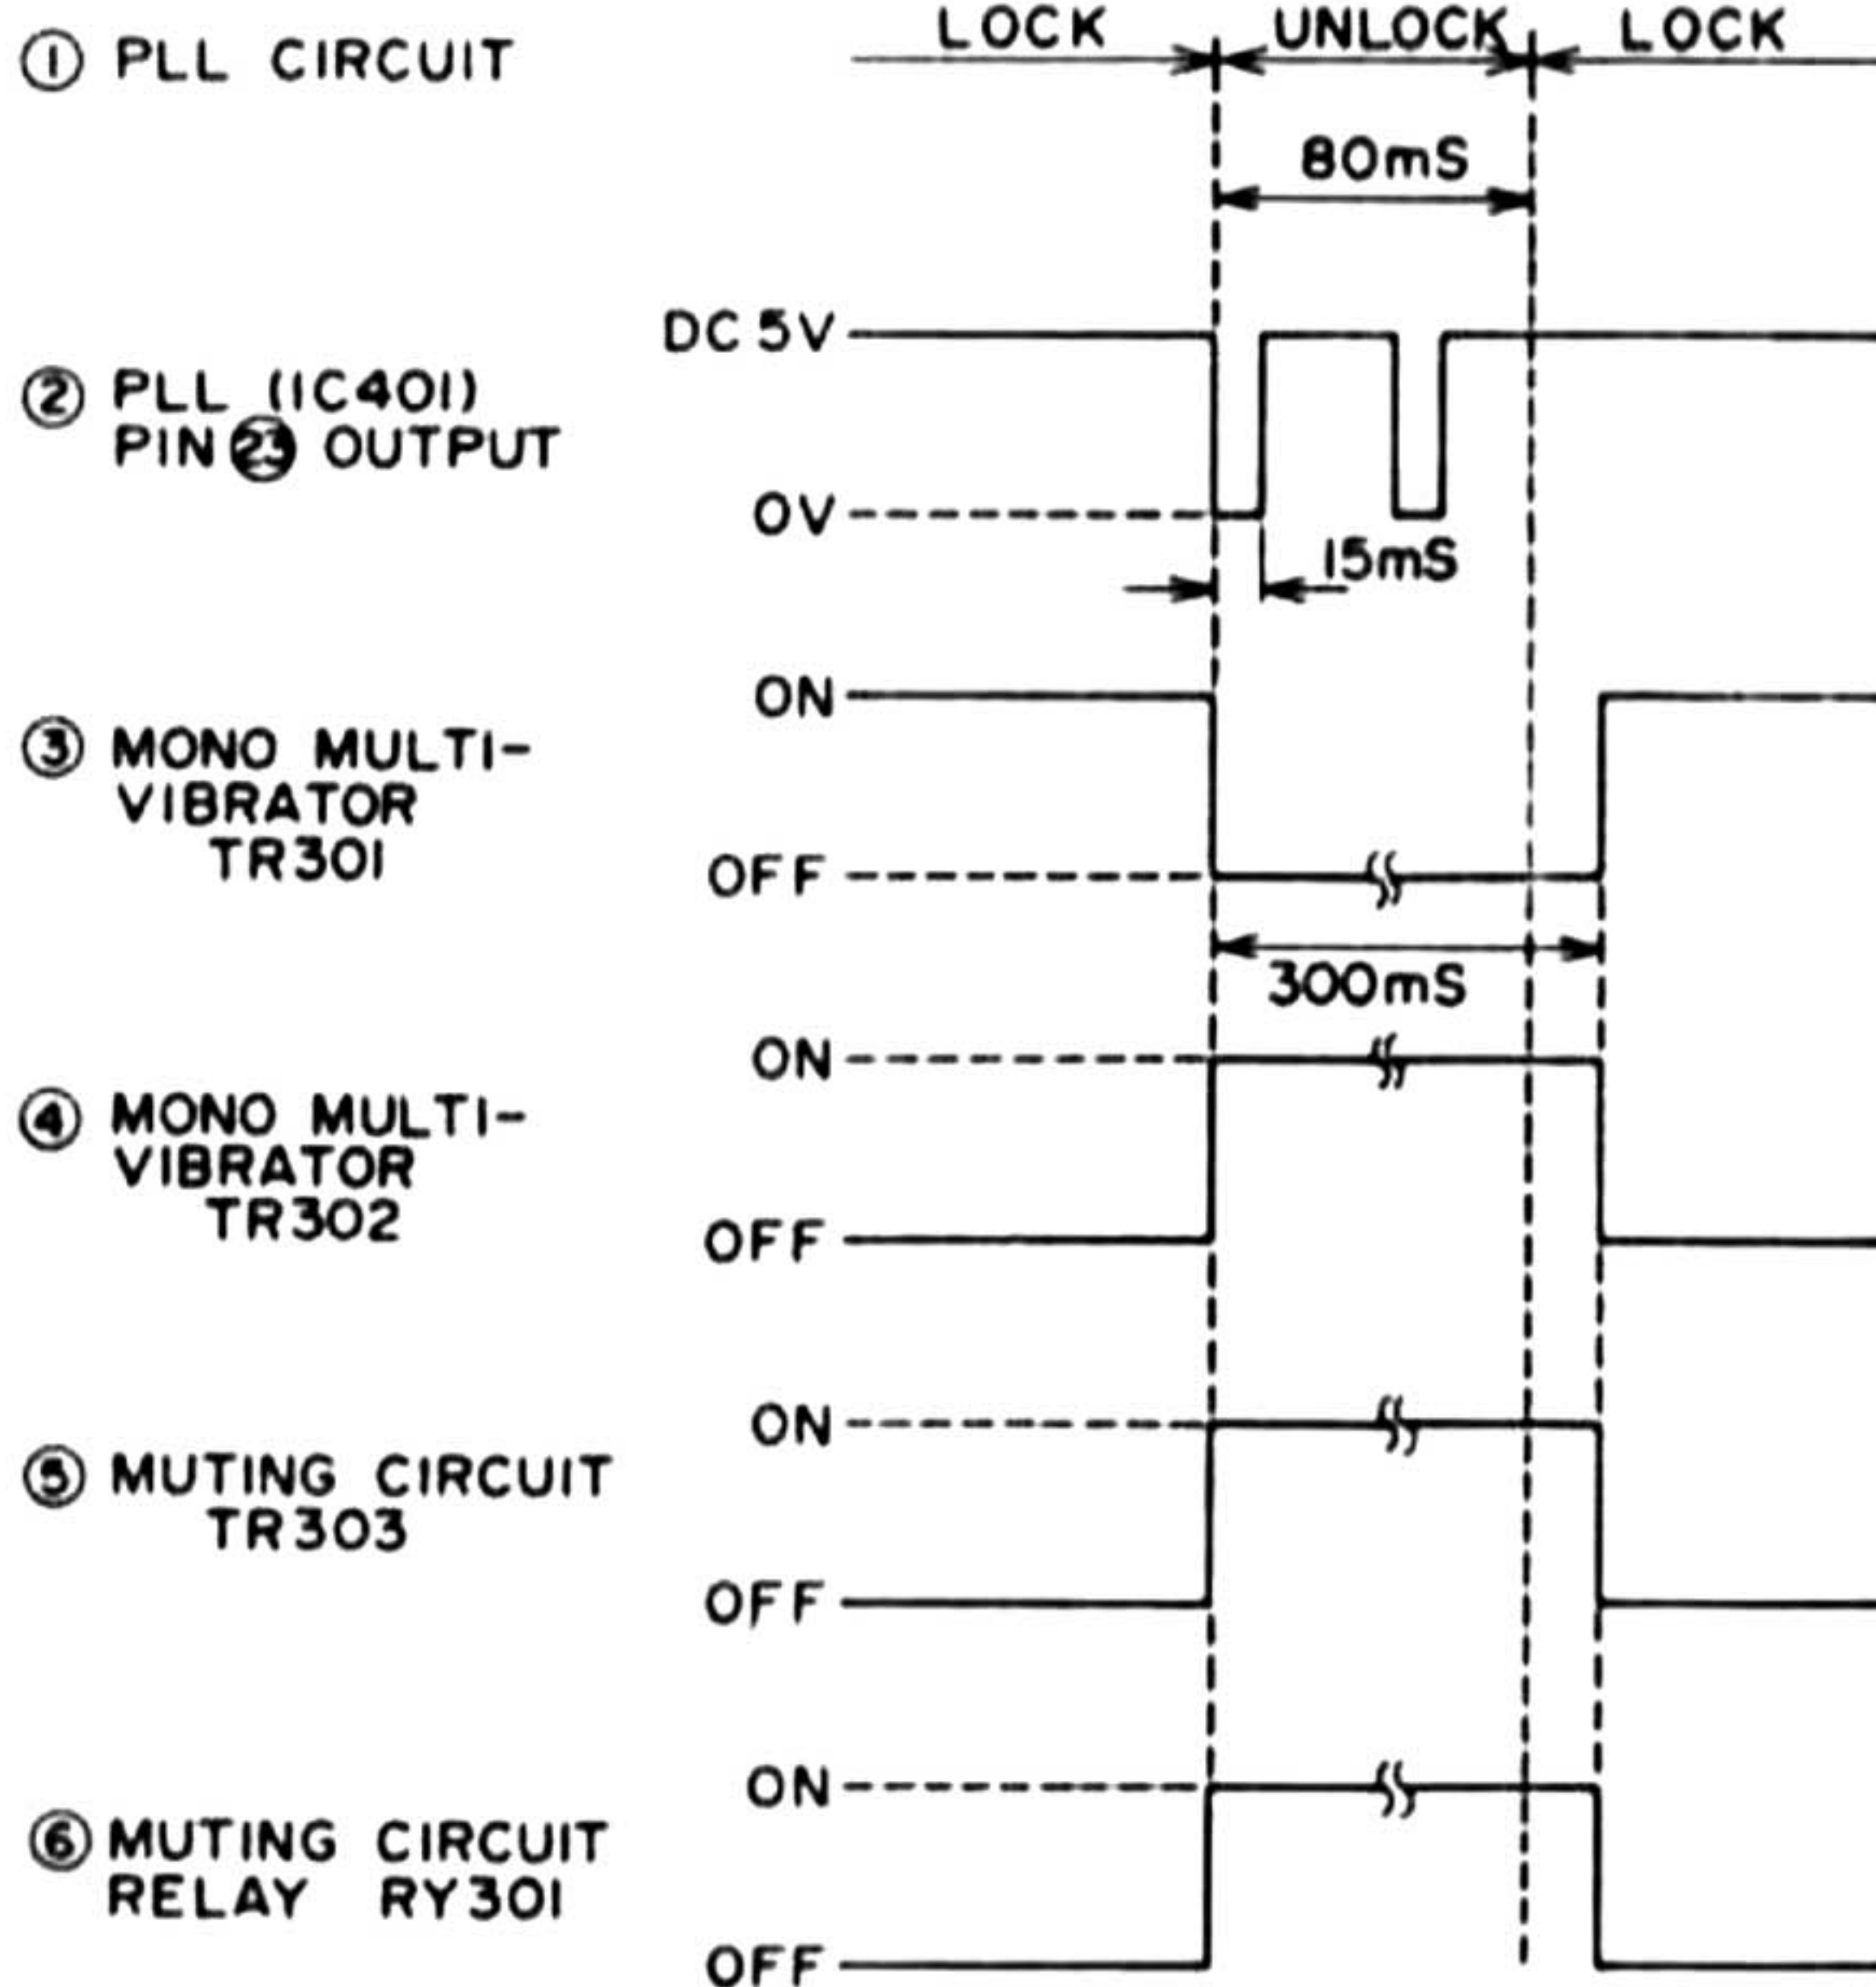 LOCK UNLOCK LOCK
① PLL CIRCUIT
80mS
DC 5V
② PLL (IC401)
PIN ㉓ OUTPUT
0V
15mS
ON
③ MONO MULTI-
VIBRATOR
TR301
OFF
300mS
ON
④ MONO MULTI-
VIBRATOR
TR302
OFF
ON
⑤ MUTING CIRCUIT
TR303
OFF
ON
⑥ MUTING CIRCUIT
RELAY RY301
OFF